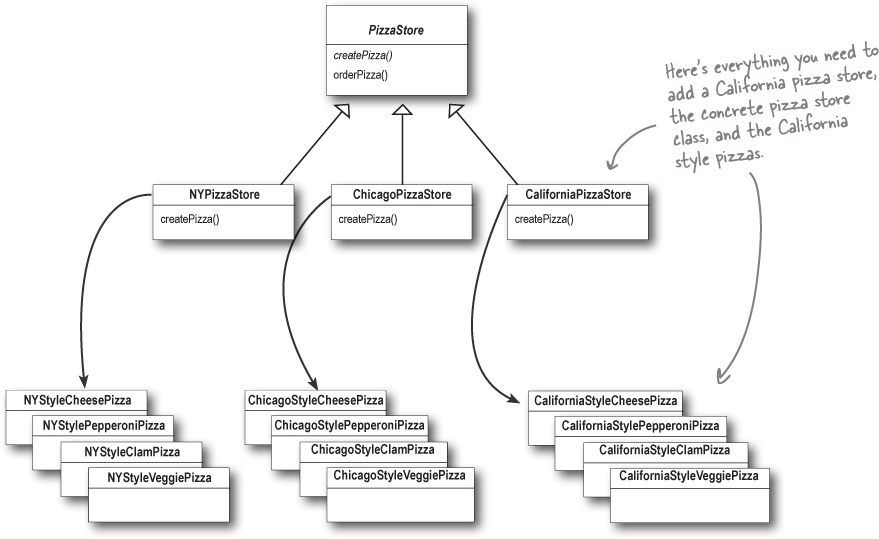 PizzaStore
createPizza()
orderPizza()
Here's everything you need to
add a California pizza store,
the concrete pizza store
class, and the California
style pizzas.
NYPizzaStore
createPizza()
ChicagoPizzaStore
createPizza()
CaliforniaPizzaStore
createPizza()
NYStyleCheesePizza
NYStylePepperoniPizza
NYStyleClamPizza
NYStyleVeggiePizza
ChicagoStyleCheesePizza
ChicagoStylePepperoniPizza
ChicagoStyleClamPizza
ChicagoStyleVeggiePizza
CaliforniaStyleCheesePizza
CaliforniaStylePepperoniPizza
CaliforniaStyleClamPizza
CaliforniaStyleVeggiePizza